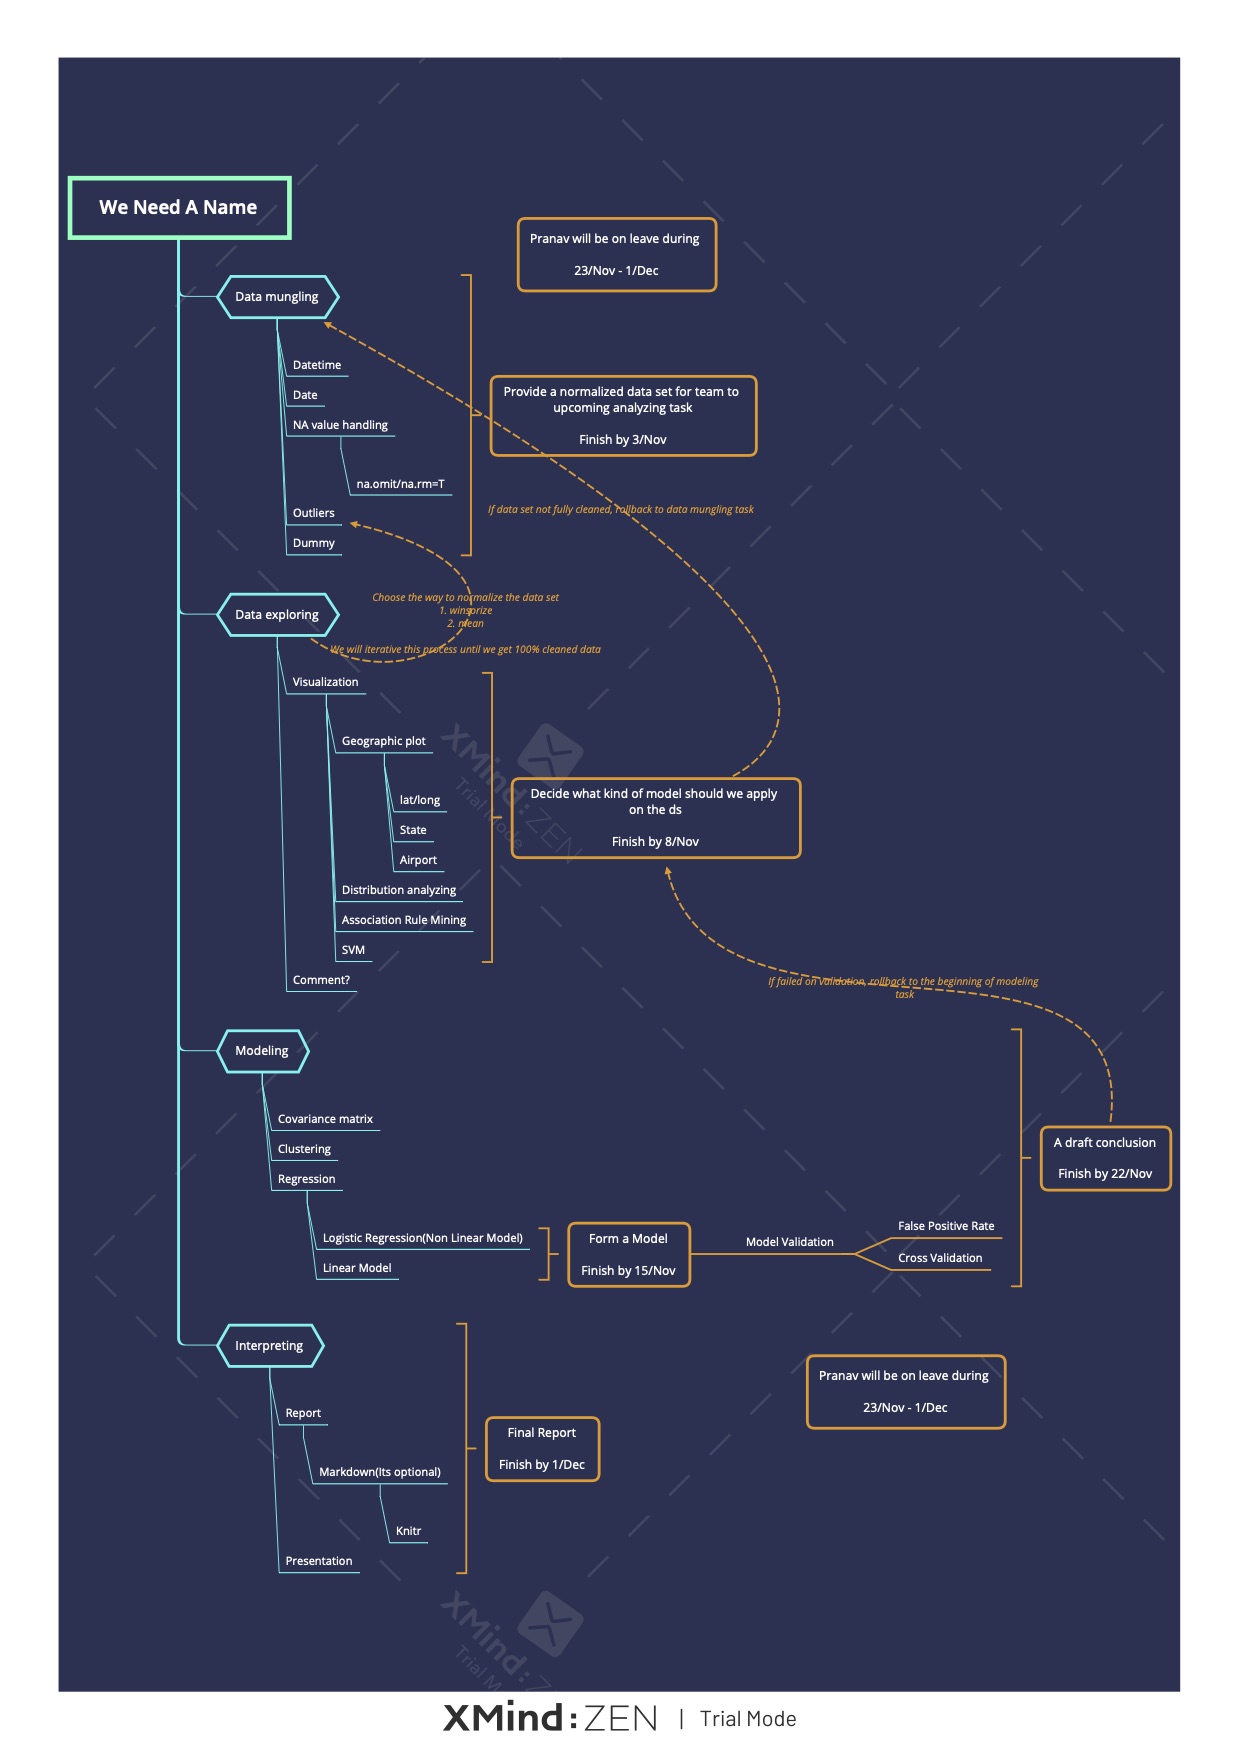 We Need A Name
Pranav will be on leave during
23/Nov - 1/Dec
Data mungling
Datetime
Date
NA value handling
na.omit/na.rm=T
Outliers
Dummy
Provide a normalized data set for team to
upcoming analyzing task
Finish by 3/Nov
If data set not fully cleaned, rollback to data mungling task
Choose the way to normalize the data set
1. winsorize
2. mean
We will iterative this process until we get 100% cleaned data
Data exploring
Visualization
Geographic plot
lat/long
State
Airport
Distribution analyzing
Association Rule Mining
SVM
Comment?
Decide what kind of model should we apply
on the ds
Finish by 8/Nov
If failed on validation, rollback to the beginning of modeling
task
Modeling
Covariance matrix
Clustering
Regression
Logistic Regression(Non Linear Model)
Linear Model
Form a Model
Finish by 15/Nov
Model Validation
False Positive Rate
Cross Validation
A draft conclusion
Finish by 22/Nov
Interpreting
Report
Markdown(Its optional)
Knitr
Presentation
Final Report
Finish by 1/Dec
Pranav will be on leave during
23/Nov - 1/Dec
XMind:ZEN
Trial Mode
XMind:Z
Trial M
XMind:ZEN | Trial Mode